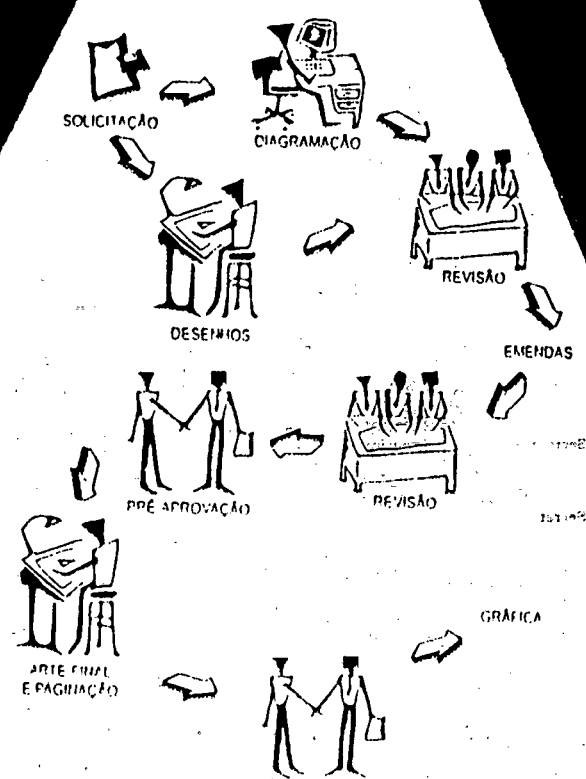 SOLICITAÇÃO
DIAGRAMAÇÃO
DESENHOS
REVISÃO
EMENDAS
REVISÃO
PRÉ APROVAÇÃO
ARTE FINAL
E PAGINAÇÃO
GRÁFICA